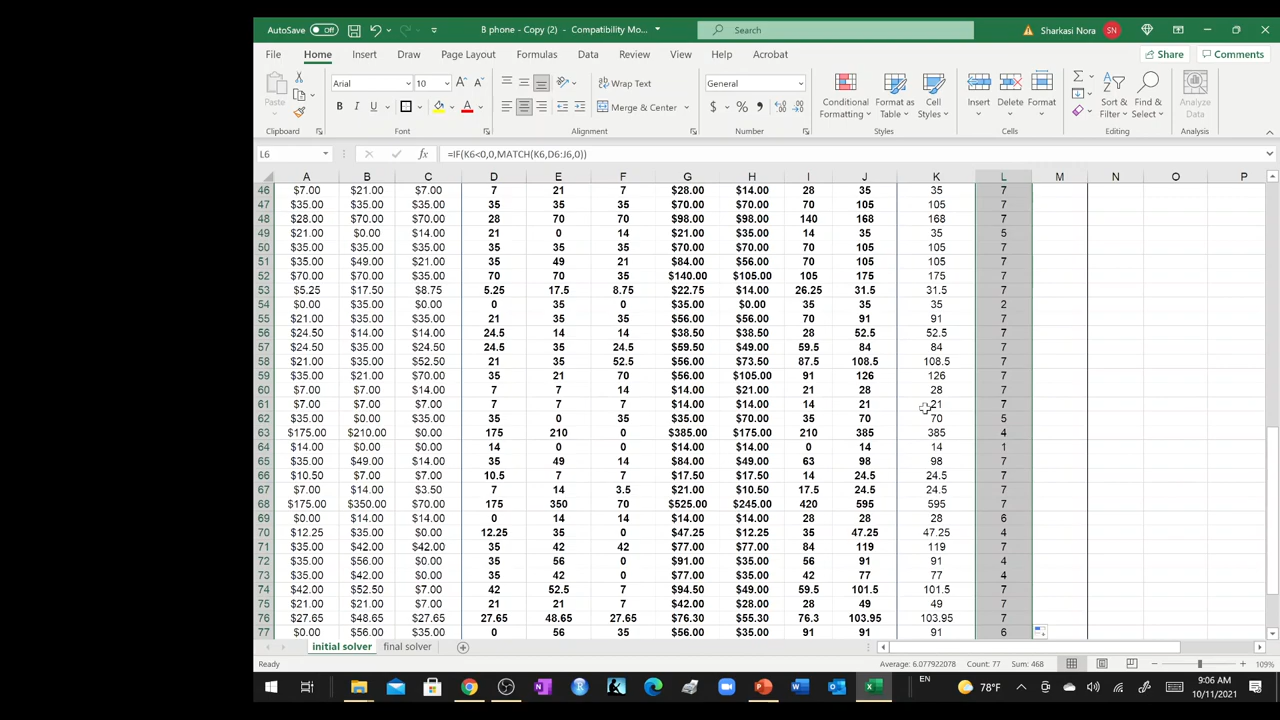 AutoSave Off B phone - Copy (2) - Compatibility Mo... Search Sharkasi Nora SN
File Home Insert Draw Page Layout Formulas Data Review View Help Acrobat Share Comments
Paste Arial 10 Wrap Text General Conditional Formatting Format as Table Cell Styles Insert Delete Format Sort & Filter Find & Select Analyze Data
B I U Merge & Center $ % 9
Clipboard Font Alignment Number Styles Cells Editing Analysis
L6 fx =IF(K6<0,0,MATCH(K6,D6:J6,0))
A B C D E F G H I J K L M N O P
46 $7.00 $21.00 $7.00 7 21 7 $28.00 $14.00 28 35 35 7
47 $35.00 $35.00 $35.00 35 35 35 $70.00 $70.00 70 105 105 7
48 $28.00 $70.00 $70.00 28 70 70 $98.00 $98.00 140 168 168 7
49 $21.00 $0.00 $14.00 21 0 14 $21.00 $35.00 14 35 35 5
50 $35.00 $35.00 $35.00 35 35 35 $70.00 $70.00 70 105 105 7
51 $35.00 $49.00 $21.00 35 49 21 $84.00 $56.00 70 105 105 7
52 $70.00 $70.00 $35.00 70 70 35 $140.00 $105.00 105 175 175 7
53 $5.25 $17.50 $8.75 5.25 17.5 8.75 $22.75 $14.00 26.25 31.5 31.5 7
54 $0.00 $35.00 $0.00 0 35 0 $35.00 $0.00 35 35 35 2
55 $21.00 $35.00 $35.00 21 35 35 $56.00 $56.00 70 91 91 7
56 $24.50 $14.00 $14.00 24.5 14 14 $38.50 $38.50 28 52.5 52.5 7
57 $24.50 $35.00 $24.50 24.5 35 24.5 $59.50 $49.00 59.5 84 84 7
58 $21.00 $35.00 $52.50 21 35 52.5 $56.00 $73.50 87.5 108.5 108.5 7
59 $35.00 $21.00 $70.00 35 21 70 $56.00 $105.00 91 126 126 7
60 $7.00 $7.00 $14.00 7 7 14 $14.00 $21.00 21 28 28 7
61 $7.00 $7.00 $7.00 7 7 7 $14.00 $14.00 14 21 21 7
62 $35.00 $0.00 $35.00 35 0 35 $35.00 $70.00 35 70 70 5
63 $175.00 $210.00 $0.00 175 210 0 $385.00 $175.00 210 385 385 4
64 $14.00 $0.00 $0.00 14 0 0 $14.00 $14.00 0 14 14 1
65 $35.00 $49.00 $14.00 35 49 14 $84.00 $49.00 63 98 98 7
66 $10.50 $7.00 $7.00 10.5 7 7 $17.50 $17.50 14 24.5 24.5 7
67 $7.00 $14.00 $3.50 7 14 3.5 $21.00 $10.50 17.5 24.5 24.5 7
68 $175.00 $350.00 $70.00 175 350 70 $525.00 $245.00 420 595 595 7
69 $0.00 $14.00 $14.00 0 14 14 $14.00 $14.00 28 28 28 6
70 $12.25 $35.00 $0.00 12.25 35 0 $47.25 $12.25 35 47.25 47.25 4
71 $35.00 $42.00 $42.00 35 42 42 $77.00 $77.00 84 119 119 7
72 $35.00 $56.00 $0.00 35 56 0 $91.00 $35.00 56 91 91 4
73 $35.00 $42.00 $0.00 35 42 0 $77.00 $35.00 42 77 77 4
74 $42.00 $52.50 $7.00 42 52.5 7 $94.50 $49.00 59.5 101.5 101.5 7
75 $21.00 $21.00 $7.00 21 21 7 $42.00 $28.00 28 49 49 7
76 $27.65 $48.65 $27.65 27.65 48.65 27.65 $76.30 $55.30 76.3 103.95 103.95 7
77 $0.00 $56.00 $35.00 0 56 35 $56.00 $35.00 91 91 91 6
initial solver final solver
Ready Average: 6.077922078 Count: 77 Sum: 468 109%
EN 78°F 9:06 AM
10/11/2021